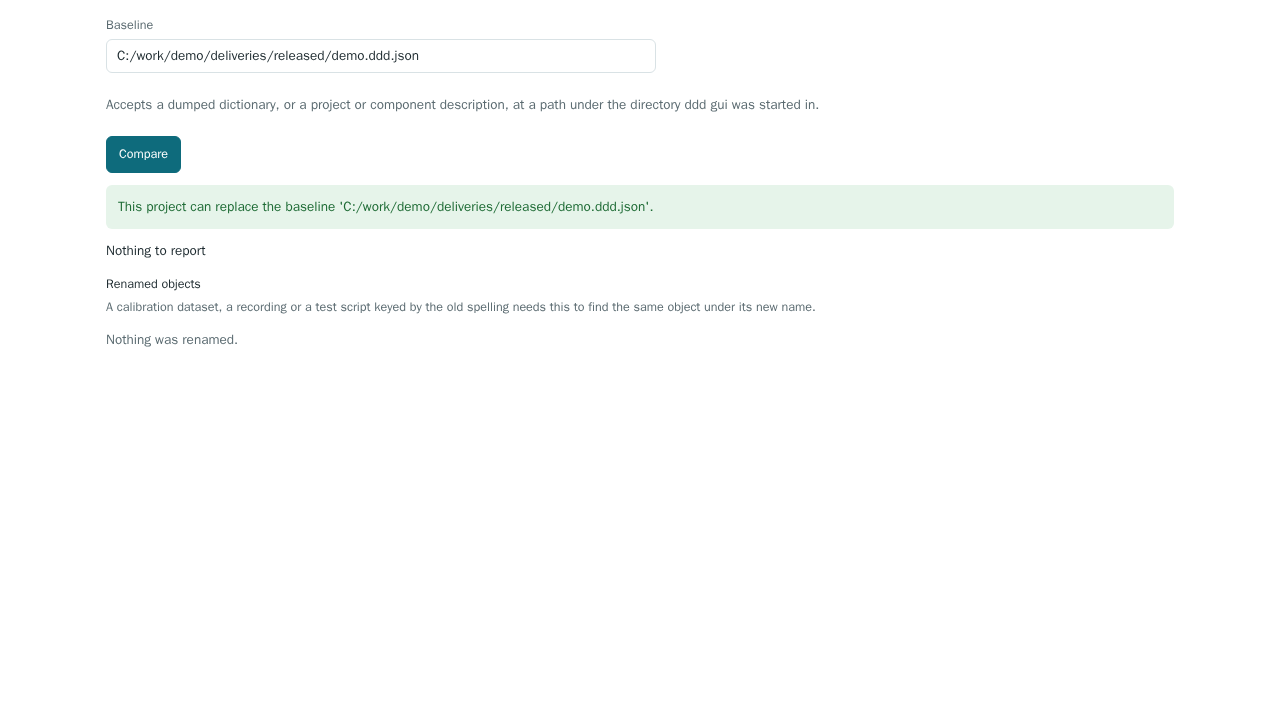 Baseline
C:/work/demo/deliveries/released/demo.ddd.json
Accepts a dumped dictionary, or a project or component description, at a path under the directory ddd gui was started in.
Compare
This project can replace the baseline 'C:/work/demo/deliveries/released/demo.ddd.json'.
Nothing to report
Renamed objects
A calibration dataset, a recording or a test script keyed by the old spelling needs this to find the same object under its new name.
Nothing was renamed.